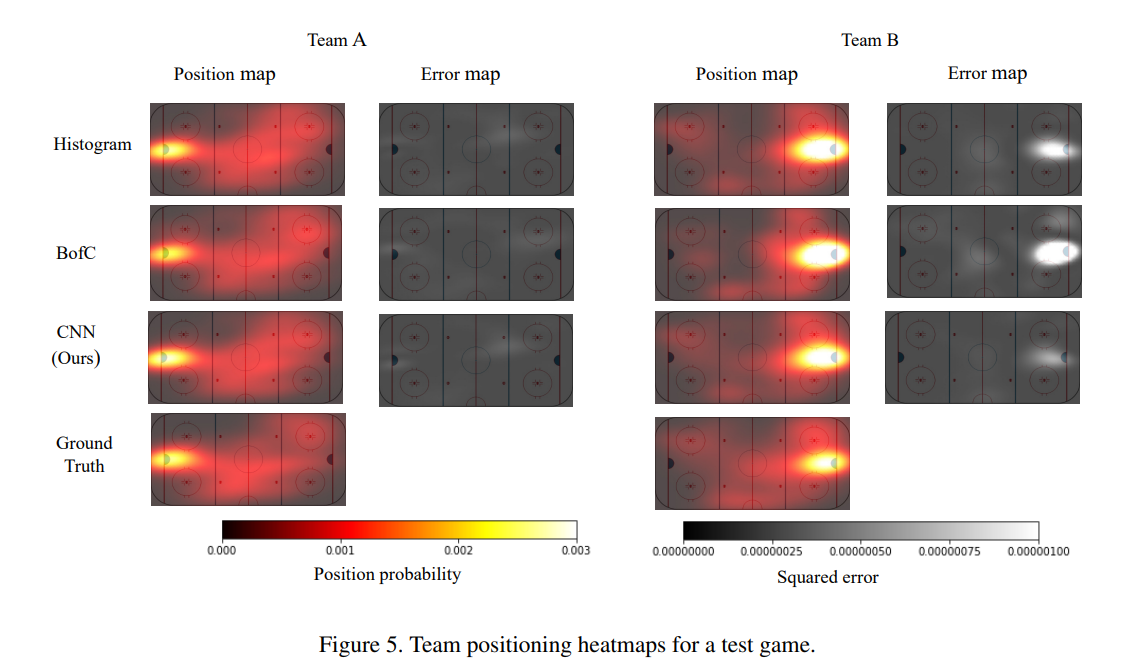 Team A
Team B
Position map
Error map
Position map
Error map
Histogram
BofC
CNN
(Ours)
Ground
Truth
0.000
0.001
0.002
0.003
Position probability
0.00000000
0.00000025
0.00000050
0.00000075
0.00000100
Squared error
Figure 5. Team positioning heatmaps for a test game.